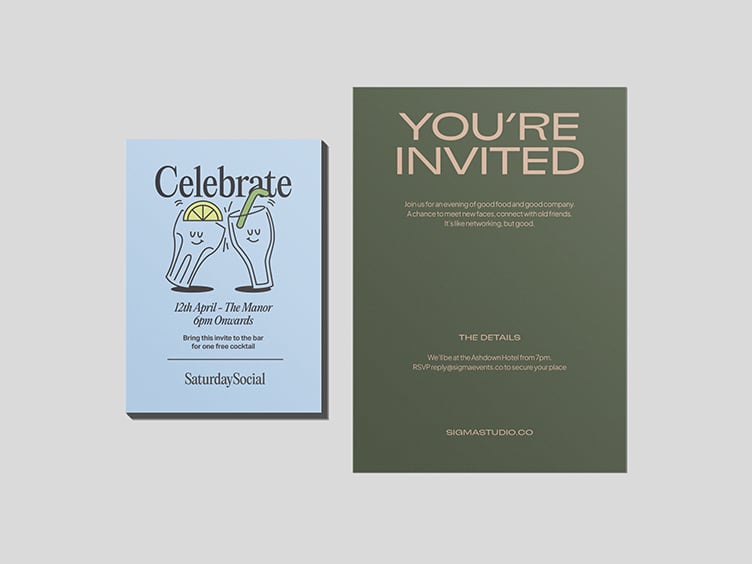 Celebrate
12th April - The Manor
6pm Onwards
Bring this invite to the bar
for one free cocktail
SaturdaySocial
YOU'RE
INVITED
Join us for an evening of good food and good company.
A chance to meet new faces, connect with old friends.
It's like networking, but good.
THE DETAILS
We'll be at the Ashdown Hotel from 7pm.
RSVP reply@sigmaevents.co to secure your place
SIGMASTUDIO.CO